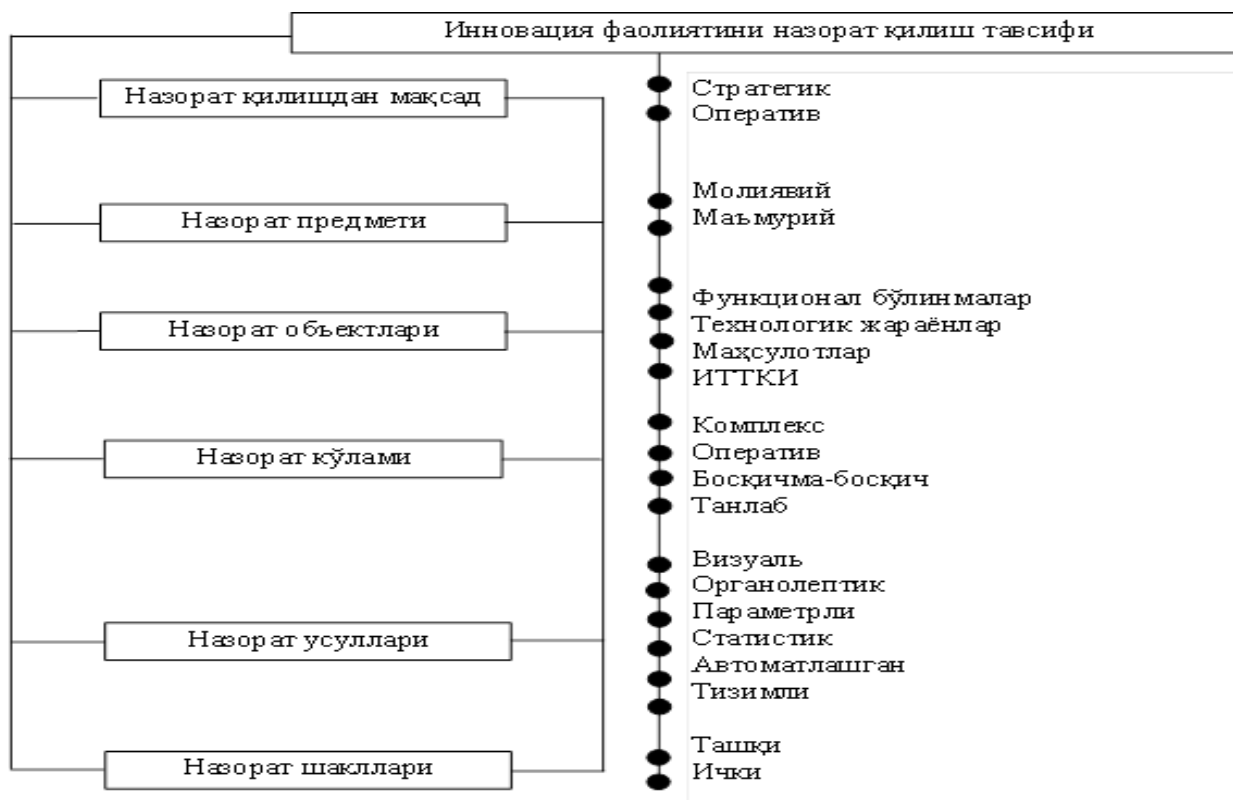 Инновация фаолиятини назорат қилиш тавсифи
Назорат қилишдан мақсад
Стратегик
Оператив
Назорат предмети
Молиявий
Маъмурий
Назорат объектлари
Функционал бўлинмалар
Технологик жараёнлар
Маҳсулотлар
ИТТКИ
Назорат кўлами
Комплекс
Оператив
Босқичма-босқич
Танлаб
Назорат усуллари
Визуаль
Органолептик
Параметрли
Статистик
Автоматлашган
Тизимли
Назорат шакллари
Ташқи
Ички